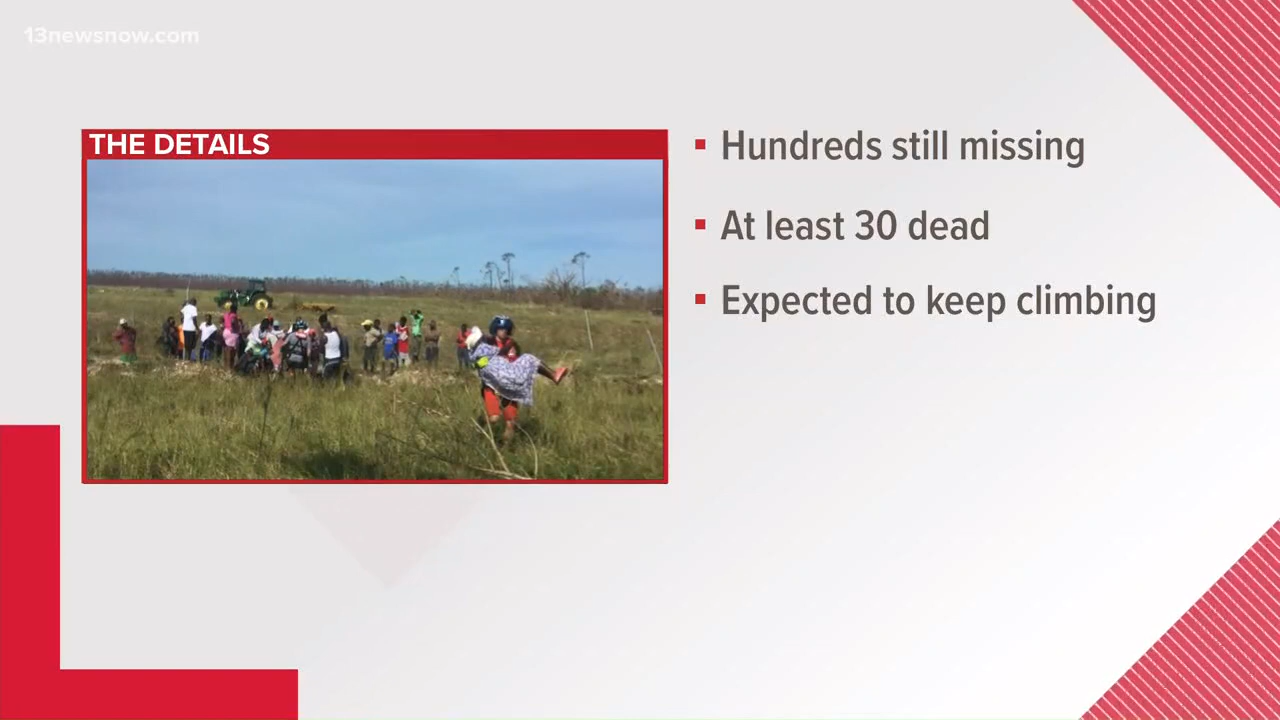 13newsnow.com
THE DETAILS
▪ Hundreds still missing
▪ At least 30 dead
▪ Expected to keep climbing